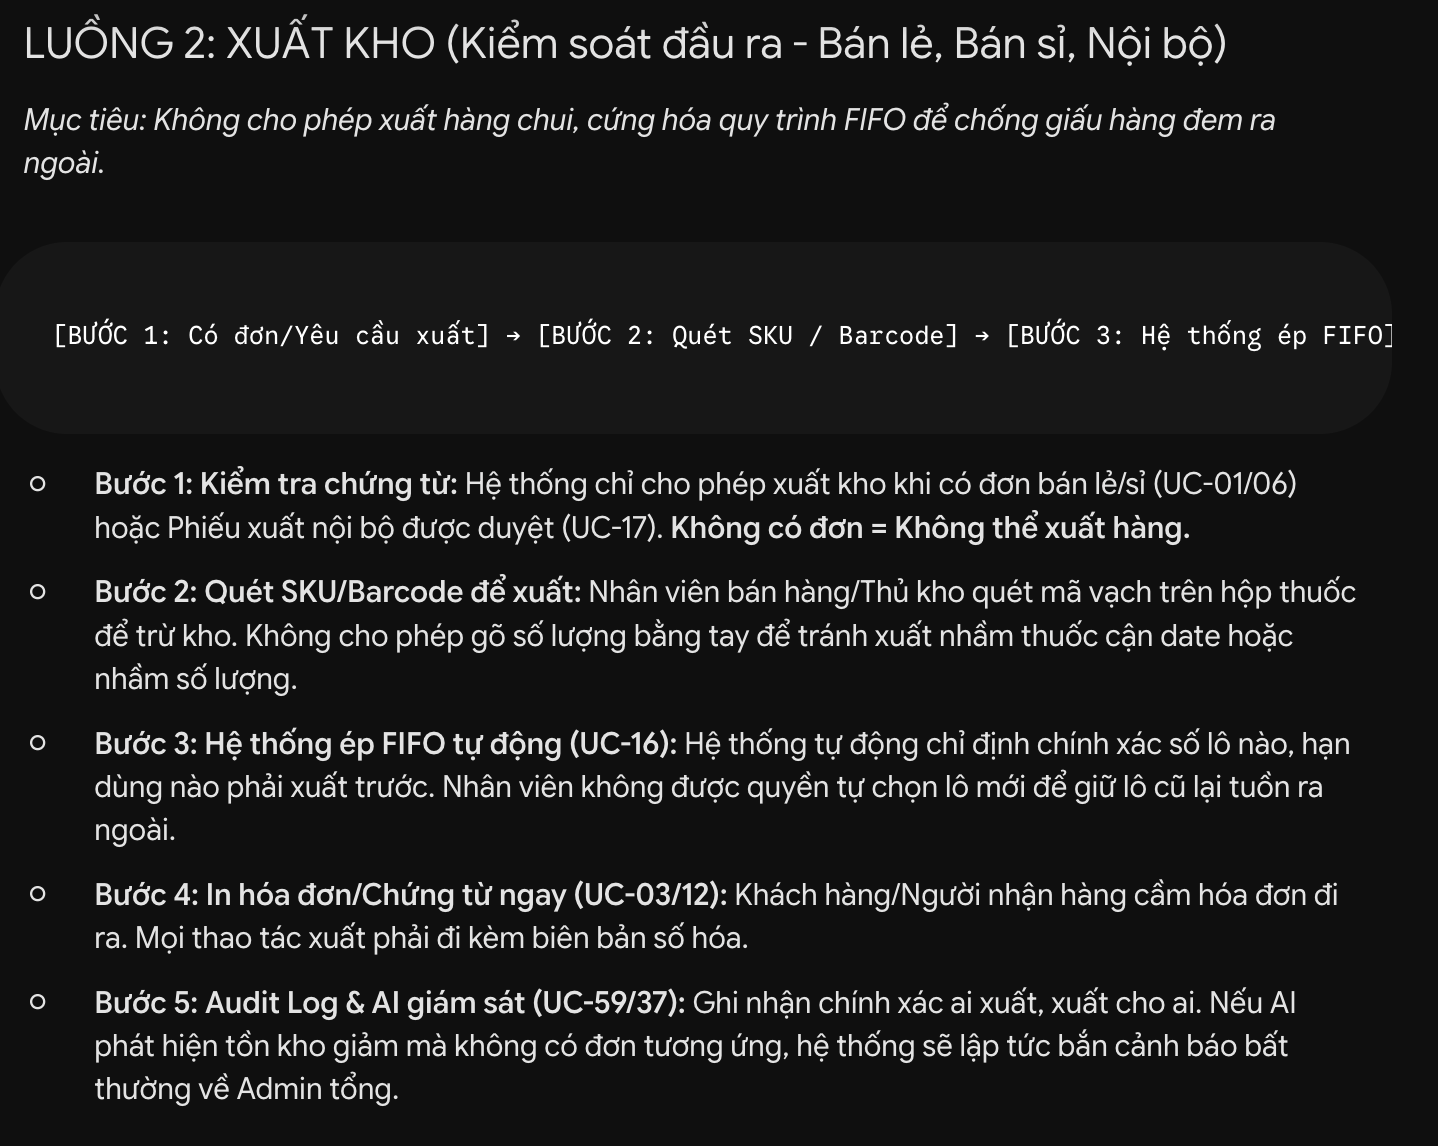 LUỒNG 2: XUẤT KHO (Kiểm soát đầu ra - Bán lẻ, Bán sỉ, Nội bộ)
Mục tiêu: Không cho phép xuất hàng chui, cứng hóa quy trình FIFO để chống giấu hàng đem ra
ngoài.
[BƯỚC 1: Có đơn/Yêu cầu xuất] → [BƯỚC 2: Quét SKU / Barcode] → [BƯỚC 3: Hệ thống ép FIFO]
Bước 1: Kiểm tra chứng từ: Hệ thống chỉ cho phép xuất kho khi có đơn bán lẻ/sỉ (UC-01/06)
hoặc Phiếu xuất nội bộ được duyệt (UC-17). Không có đơn = Không thể xuất hàng.
Bước 2: Quét SKU/Barcode để xuất: Nhân viên bán hàng/Thủ kho quét mã vạch trên hộp thuốc
để trừ kho. Không cho phép gõ số lượng bằng tay để tránh xuất nhầm thuốc cận date hoặc
nhầm số lượng.
Bước 3: Hệ thống ép FIFO tự động (UC-16): Hệ thống tự động chỉ định chính xác số lô nào, hạn
dùng nào phải xuất trước. Nhân viên không được quyền tự chọn lô mới để giữ lô cũ lại tuồn ra
ngoài.
Bước 4: In hóa đơn/Chứng từ ngay (UC-03/12): Khách hàng/Người nhận hàng cầm hóa đơn đi
ra. Mọi thao tác xuất phải đi kèm biên bản số hóa.
Bước 5: Audit Log & AI giám sát (UC-59/37): Ghi nhận chính xác ai xuất, xuất cho ai. Nếu AI
phát hiện tồn kho giảm mà không có đơn tương ứng, hệ thống sẽ lập tức bắn cảnh báo bất
thường về Admin tổng.